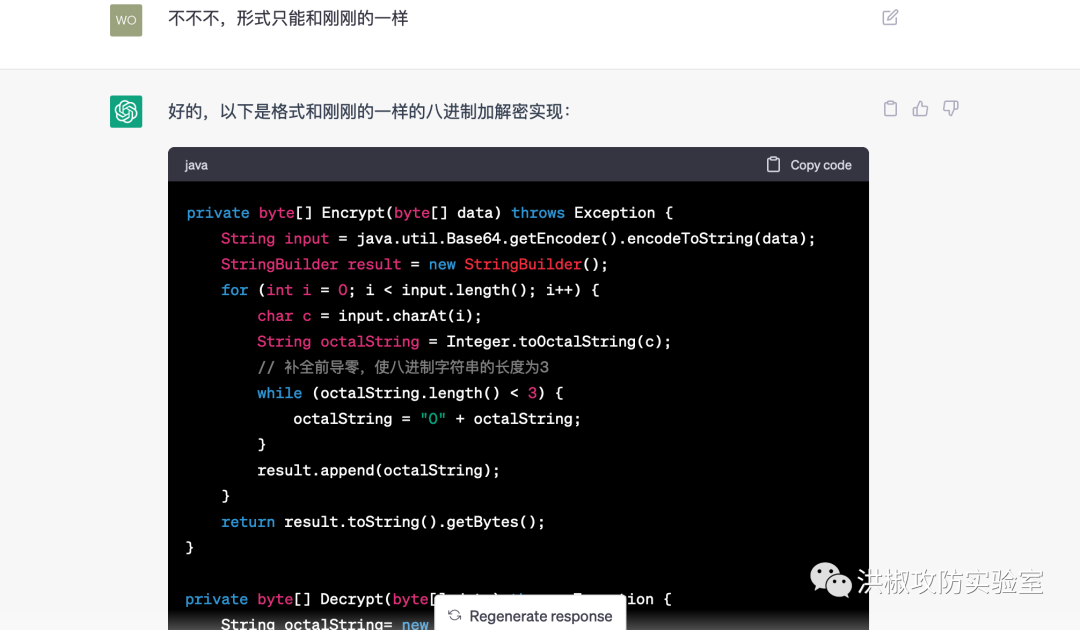 WO
不不不，形式只能和刚刚的一样
好的，以下是格式和刚刚的一样的八进制加解密实现：
java
Copy code
private byte[] Encrypt(byte[] data) throws Exception {
    String input = java.util.Base64.getEncoder().encodeToString(data);
    StringBuilder result = new StringBuilder();
    for (int i = 0; i < input.length(); i++) {
        char c = input.charAt(i);
        String octalString = Integer.toOctalString(c);
        // 补全前导零，使八进制字符串的长度为3
        while (octalString.length() < 3) {
            octalString = "0" + octalString;
        }
        result.append(octalString);
    }
    return result.toString().getBytes();
}
private byte[] Decrypt(byte[
    String octalString= new
Regenerate response
洪椒攻防实验室